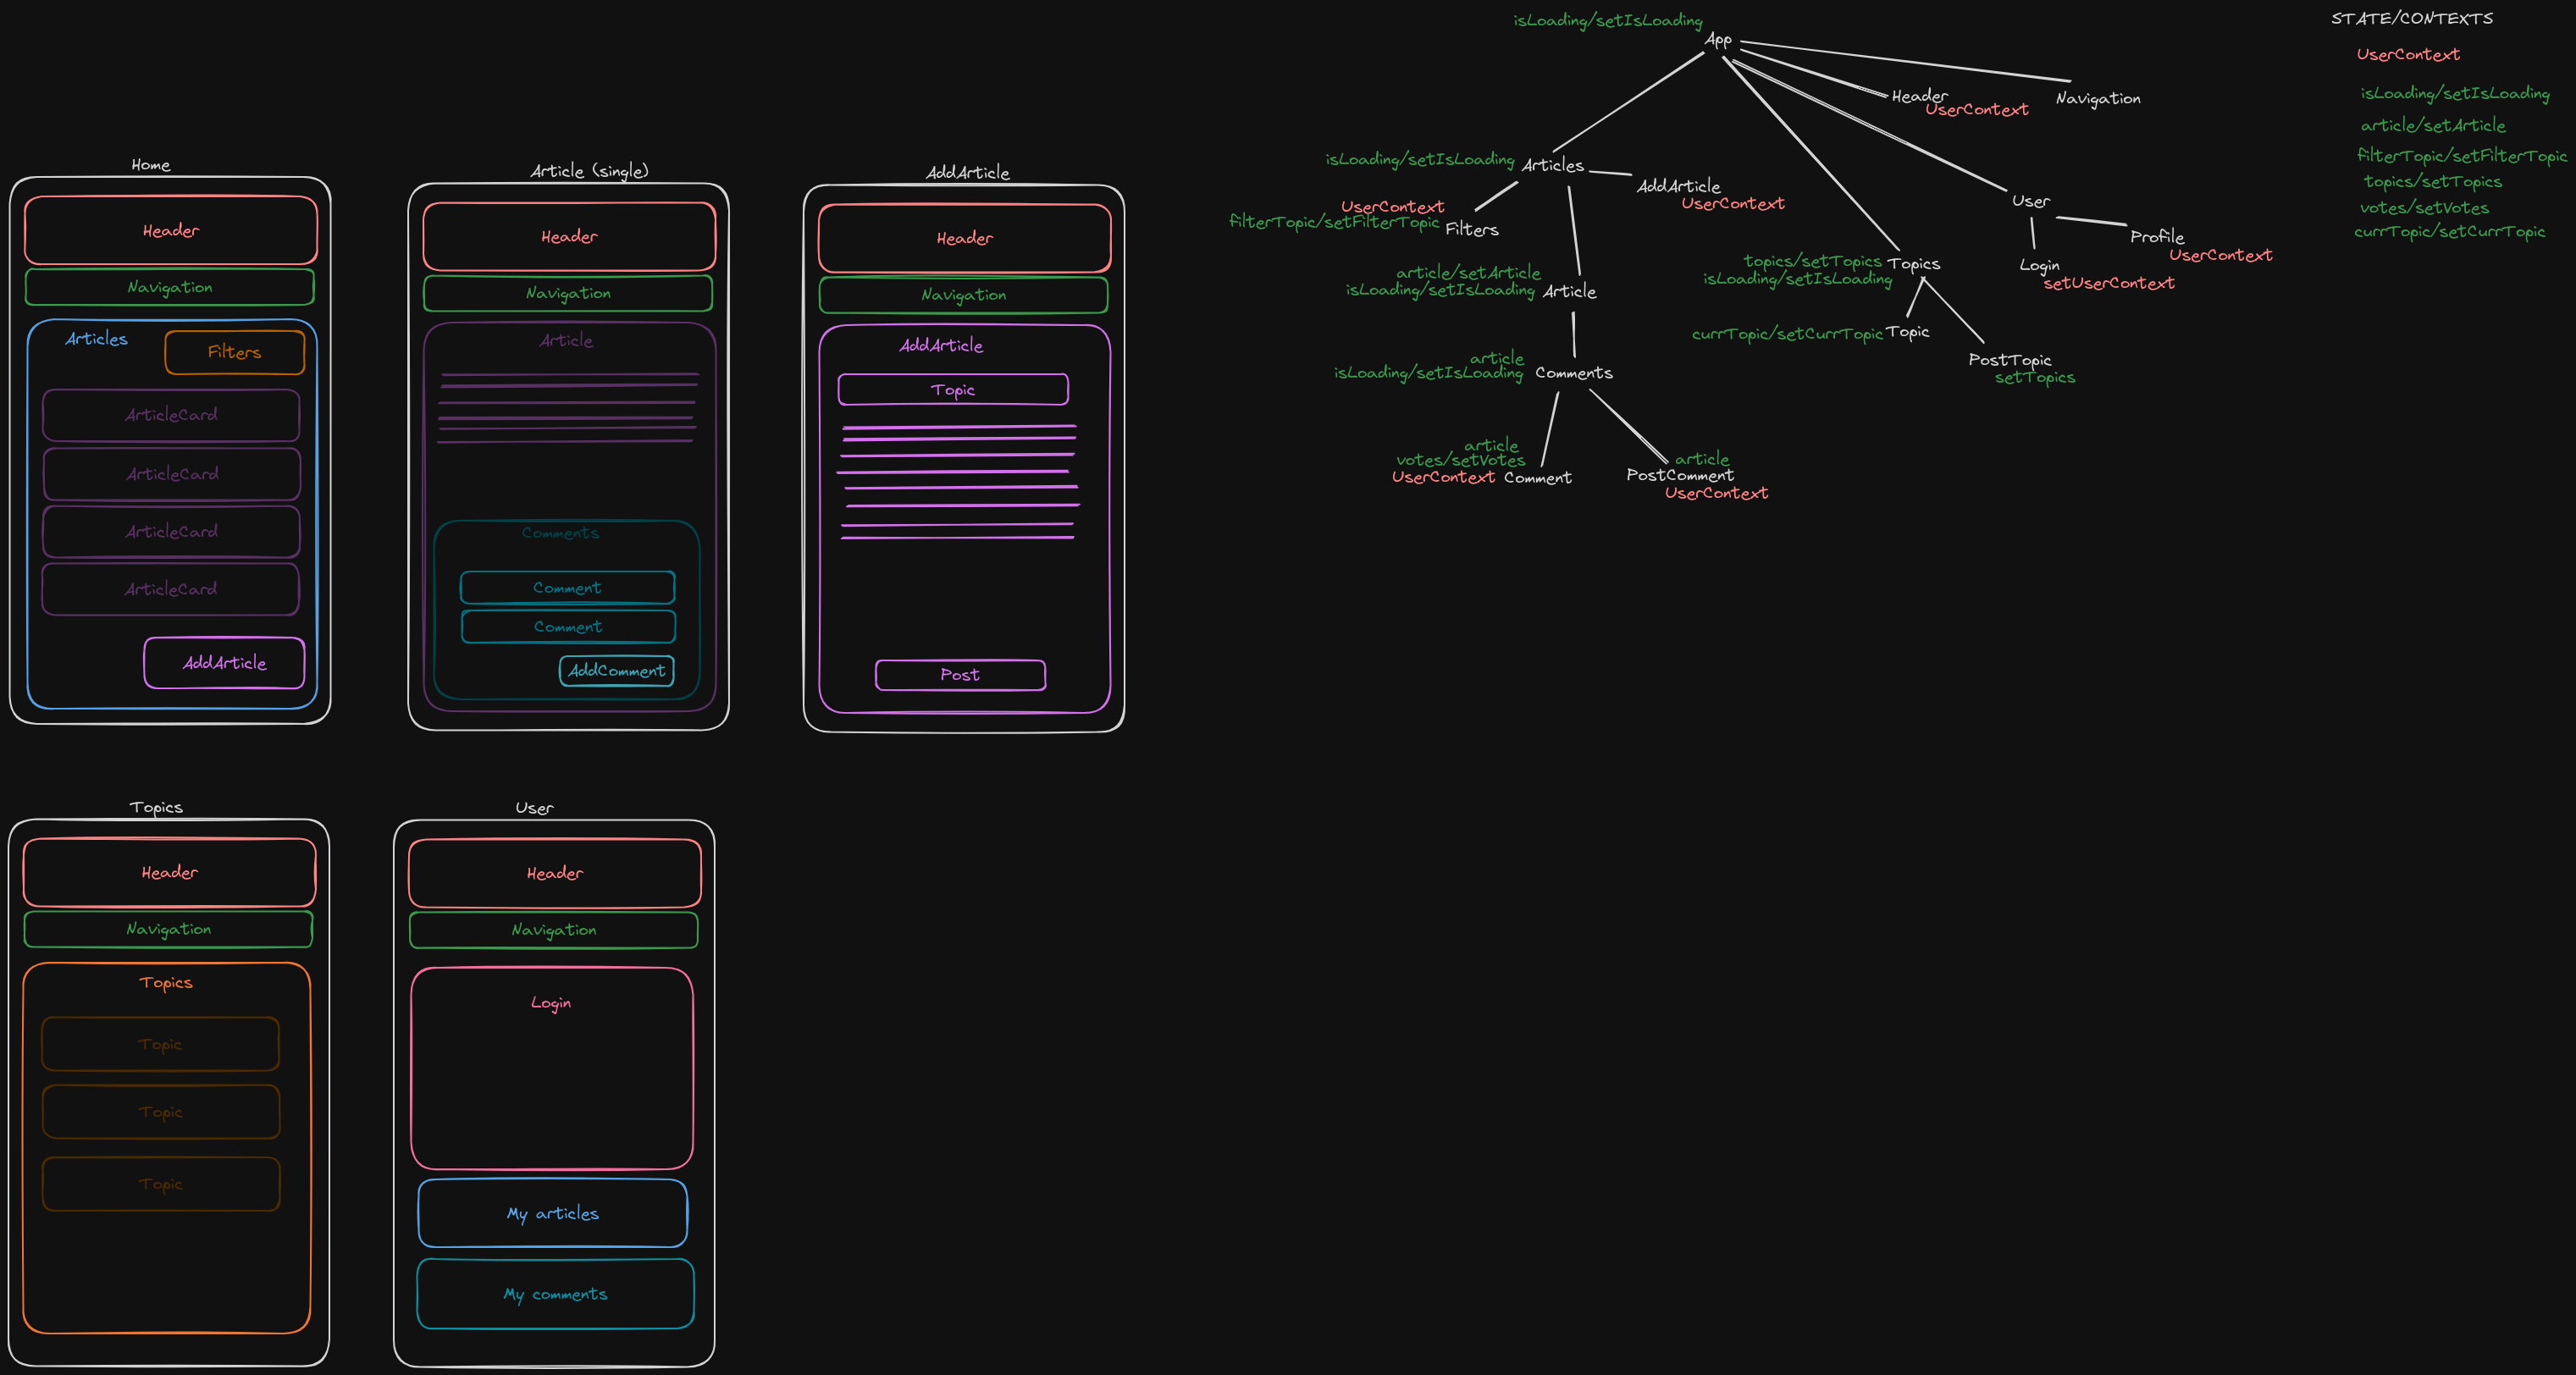 Home
Header
Navigation
Articles
Filters
ArticleCard
ArticleCard
ArticleCard
ArticleCard
AddArticle
Article (single)
Header
Navigation
Article
Comments
Comment
Comment
AddComment
AddArticle
Header
Navigation
AddArticle
Topic
Post
Topics
Header
Navigation
Topics
Topic
Topic
Topic
User
Header
Navigation
Login
My articles
My comments
isLoading/setIsLoading
App
Header
UserContext
Navigation
isLoading/setIsLoading
Articles
AddArticle
UserContext
UserContext
filterTopic/setFilterTopic
Filters
article/setArticle
isLoading/setIsLoading
Article
article
isLoading/setIsLoading
Comments
article
votes/setVotes
UserContext
Comment
article
PostComment
UserContext
topics/setTopics
isLoading/setIsLoading
Topics
currTopic/setCurrTopic
Topic
PostTopic
setTopics
User
Login
setUserContext
Profile
UserContext
STATE/CONTEXTS
UserContext
isLoading/setIsLoading
article/setArticle
filterTopic/setFilterTopic
topics/setTopics
votes/setVotes
currTopic/setCurrTopic